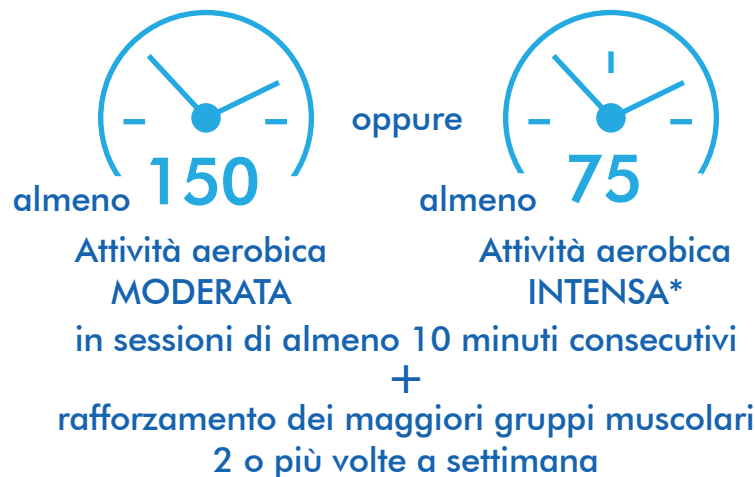 oppure
almeno 150
almeno 75
Attività aerobica
MODERATA
Attività aerobica
INTENSA*
in sessioni di almeno 10 minuti consecutivi
+
rafforzamento dei maggiori gruppi muscolari
2 o più volte a settimana